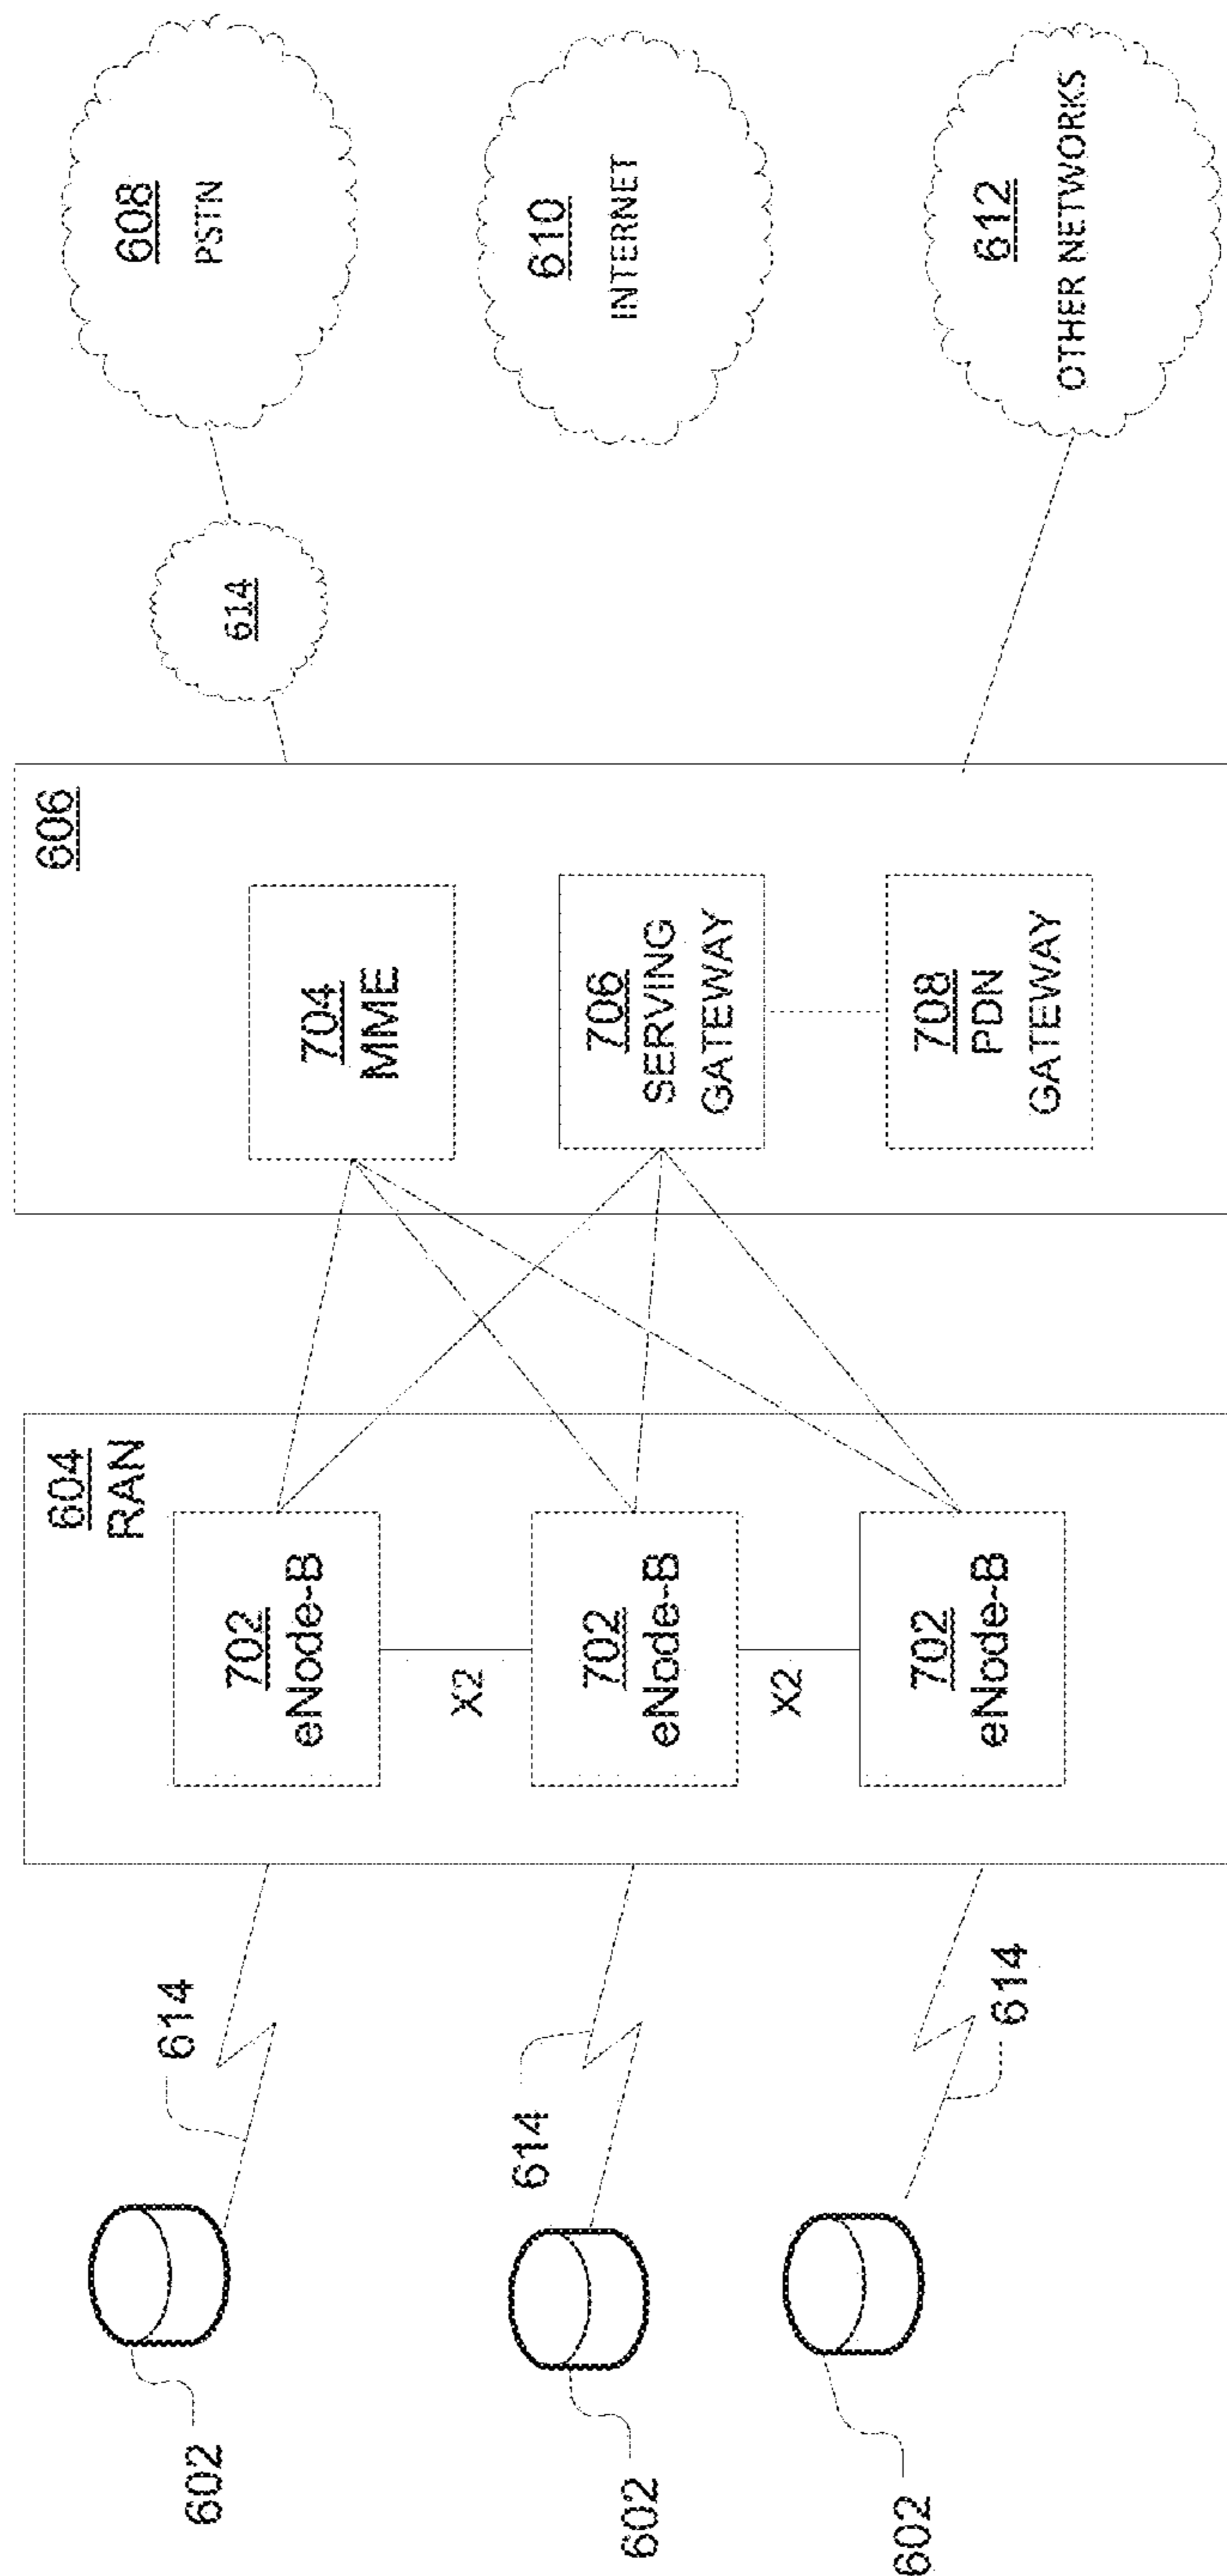 602
602
602
614
614
614
604
RAN
702
eNode-B
X2
702
eNode-B
X2
702
eNode-B
606
704
MME
706
SERVING
GATEWAY
708
PDN
GATEWAY
614
608
PSTN
610
INTERNET
612
OTHER NETWORKS